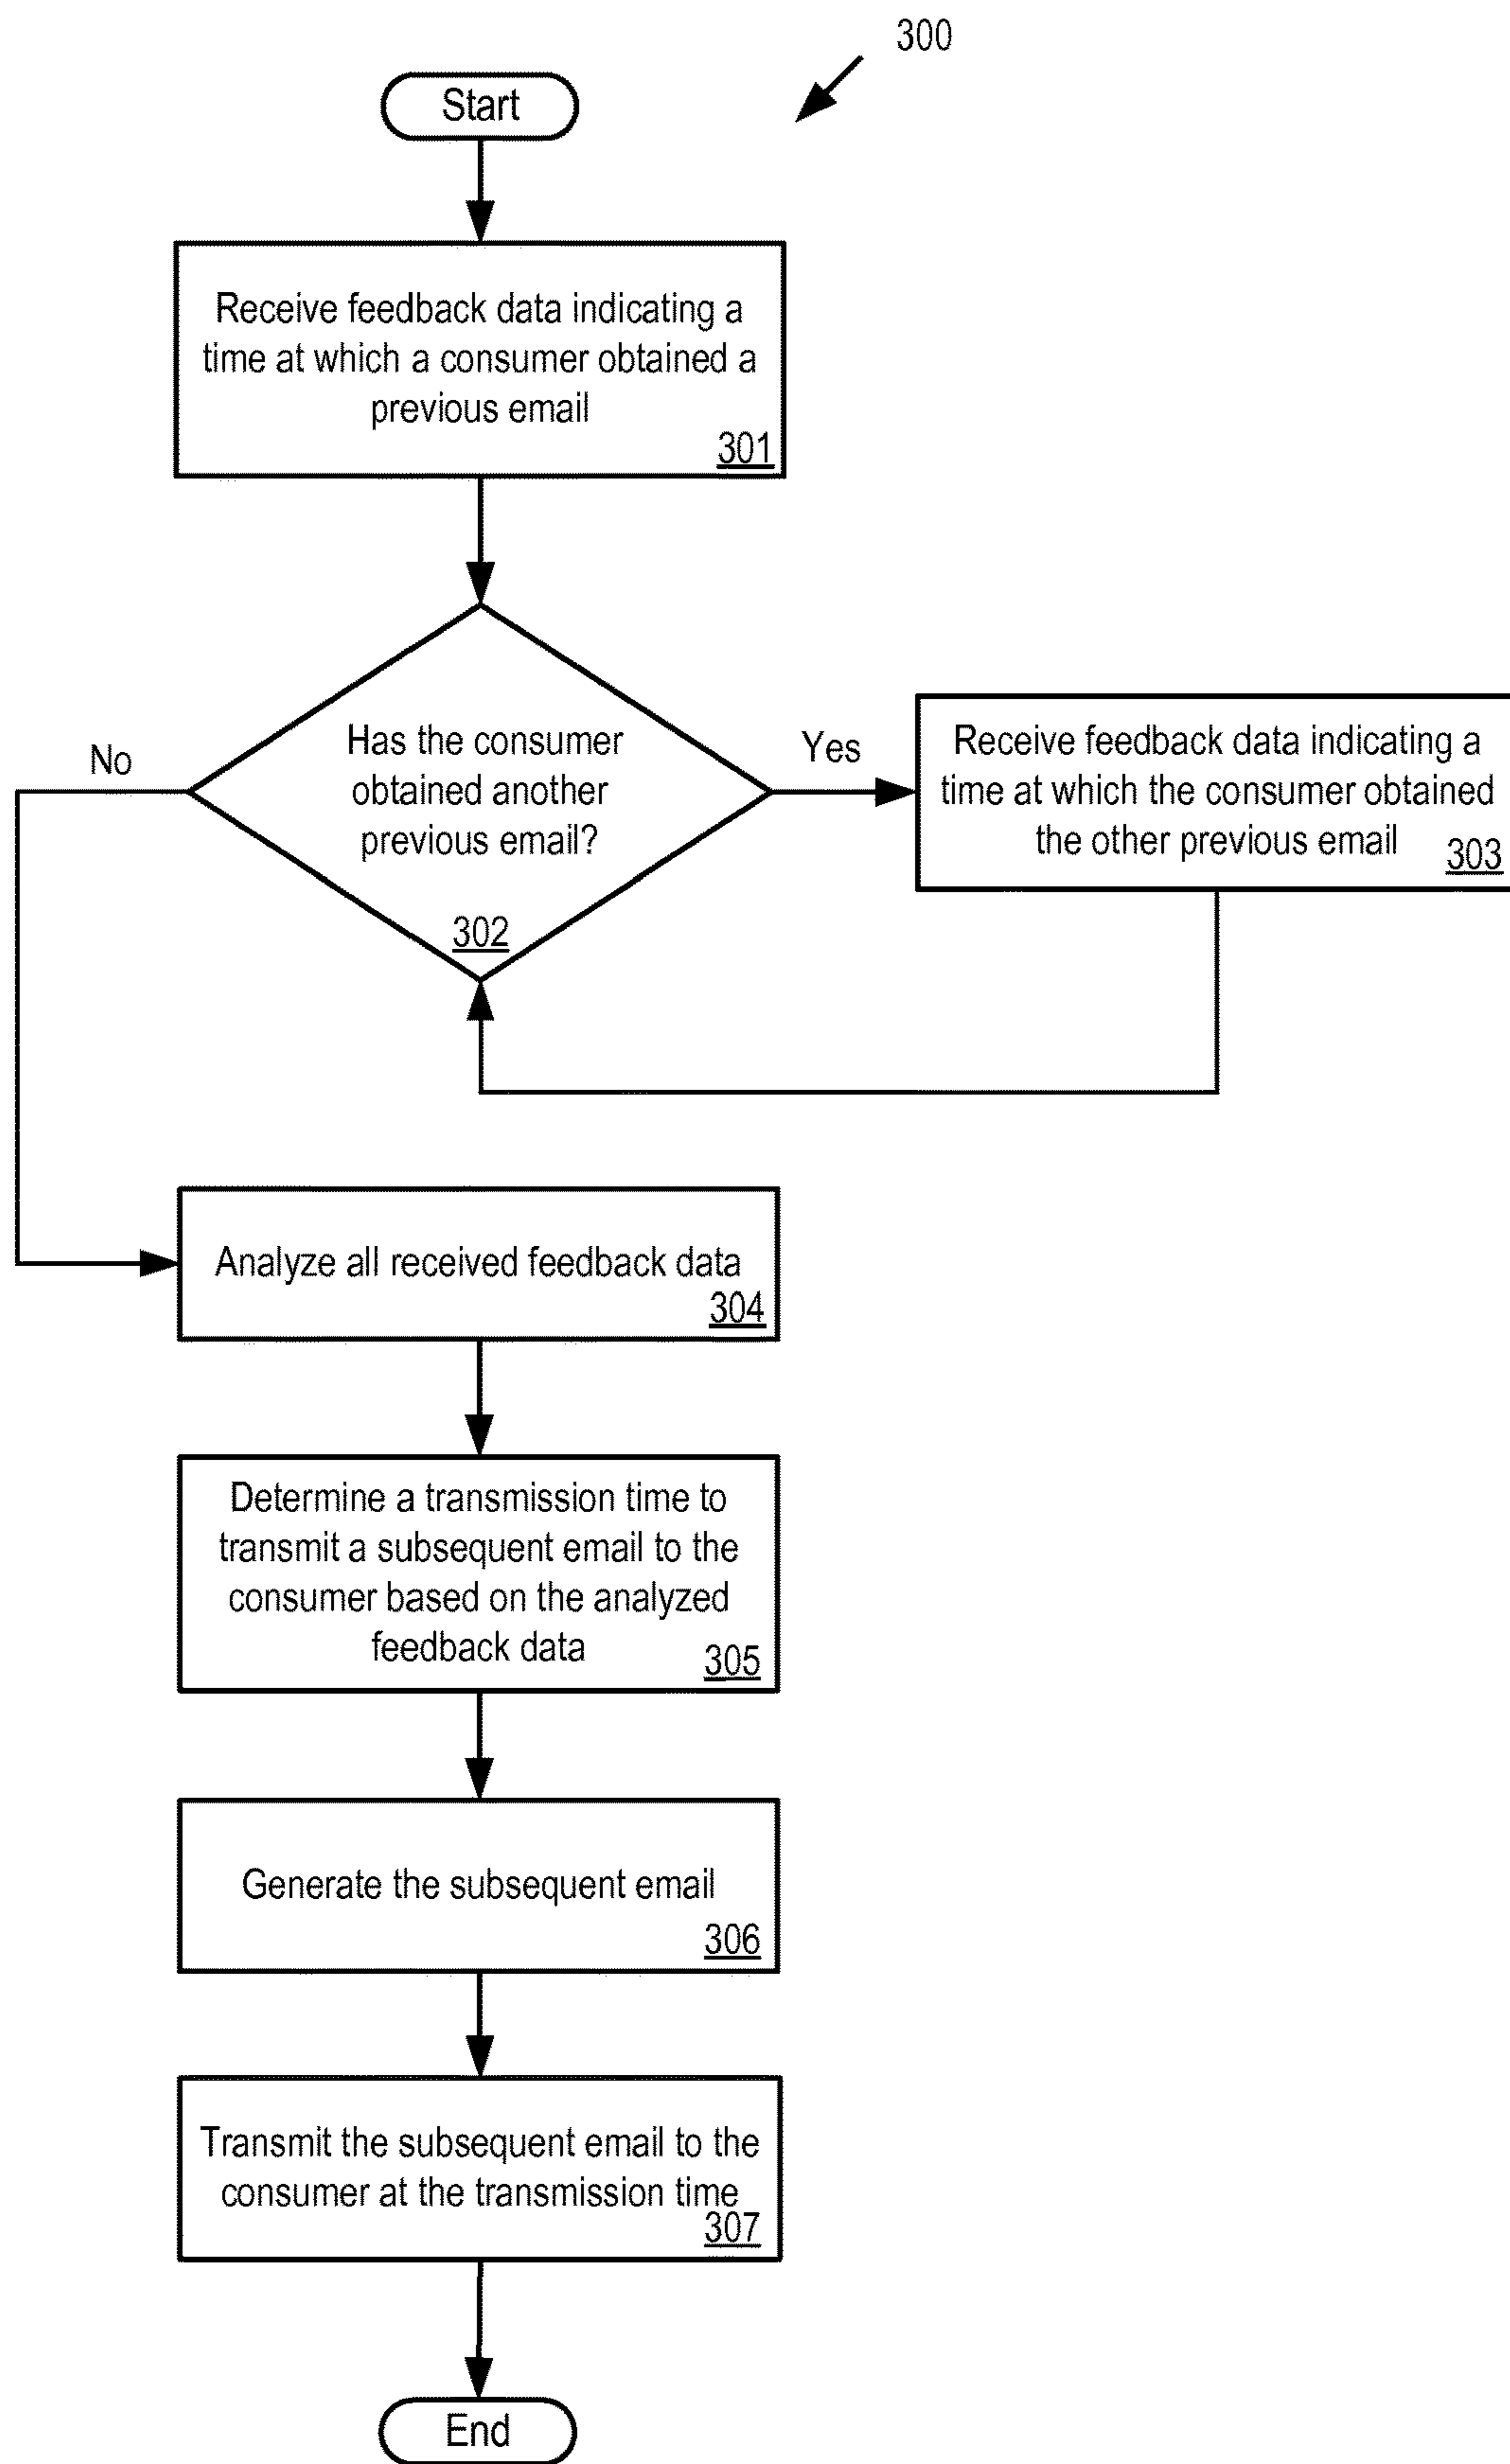 300
Start
Receive feedback data indicating a
time at which a consumer obtained a
previous email
301
Has the consumer
obtained another
previous email?
302
No
Yes
Receive feedback data indicating a
time at which the consumer obtained
the other previous email
303
Analyze all received feedback data
304
Determine a transmission time to
transmit a subsequent email to the
consumer based on the analyzed
feedback data
305
Generate the subsequent email
306
Transmit the subsequent email to the
consumer at the transmission time
307
End